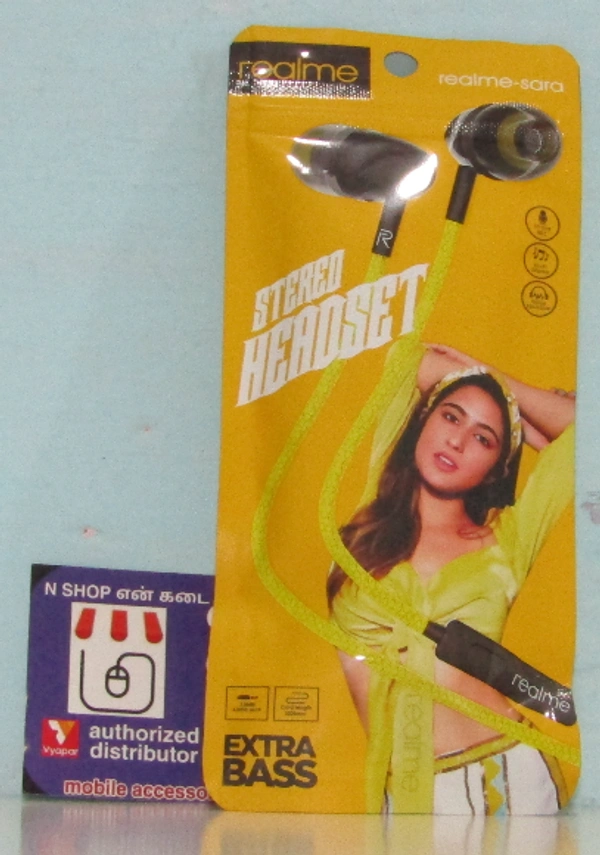 realme
realme-sara
R
STEREO
HEADSET
realme
realme
EXTRA
BASS
N SHOP என் கடை
Vyapar
authorized
distributor
mobile accesso